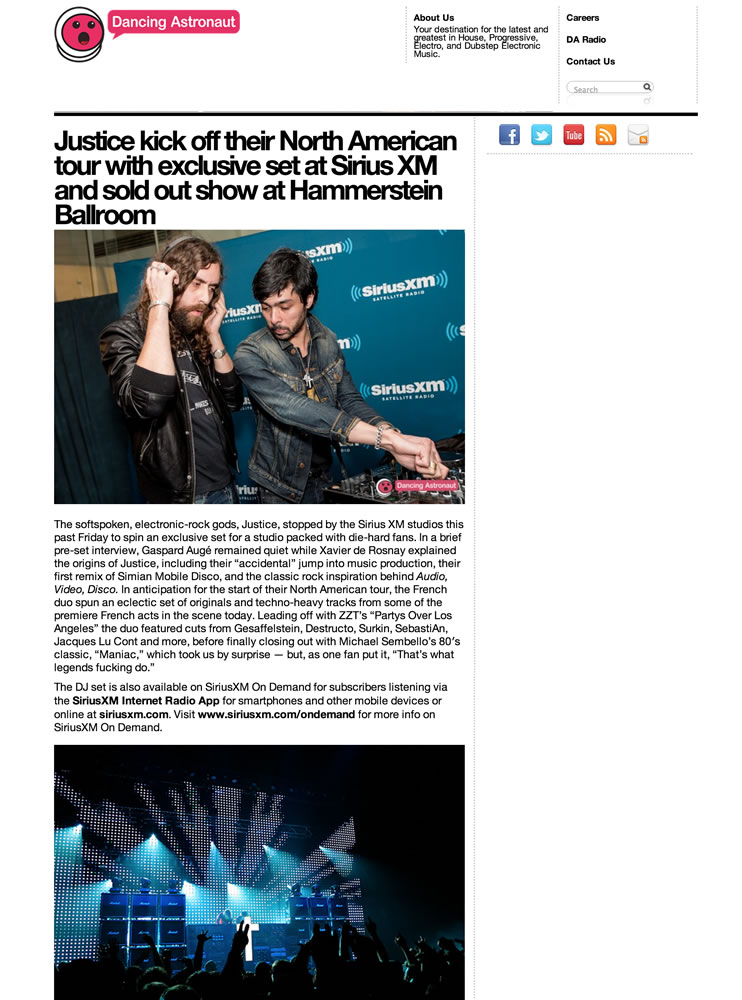 Dancing Astronaut
About Us
Your destination for the latest and
greatest in House, Progressive,
Electro, and Dubstep Electronic
Music.
Careers
DA Radio
Contact Us
Search
Justice kick off their North American
tour with exclusive set at Sirius XM
and sold out show at Hammerstein
Ballroom
Tube
SiriusXM
SATELLITE RADIO
SiriusXM
SATELLITE RADIO
Dancing Astronaut
The softspoken, electronic-rock gods, Justice, stopped by the Sirius XM studios this
past Friday to spin an exclusive set for a studio packed with die-hard fans. In a brief
pre-set interview, Gaspard Augé remained quiet while Xavier de Rosnay explained
the origins of Justice, including their “accidental” jump into music production, their
first remix of Simian Mobile Disco, and the classic rock inspiration behind Audio,
Video, Disco. In anticipation for the start of their North American tour, the French
duo spun an eclectic set of originals and techno-heavy tracks from some of the
premiere French acts in the scene today. Leading off with ZZT’s “Partys Over Los
Angeles” the duo featured cuts from Gesaffelstein, Destructo, Surkin, SebastiAn,
Jacques Lu Cont and more, before finally closing out with Michael Sembello’s 80′s
classic, “Maniac,” which took us by surprise — but, as one fan put it, “That’s what
legends fucking do.”
The DJ set is also available on SiriusXM On Demand for subscribers listening via
the SiriusXM Internet Radio App for smartphones and other mobile devices or
online at siriusxm.com. Visit www.siriusxm.com/ondemand for more info on
SiriusXM On Demand.